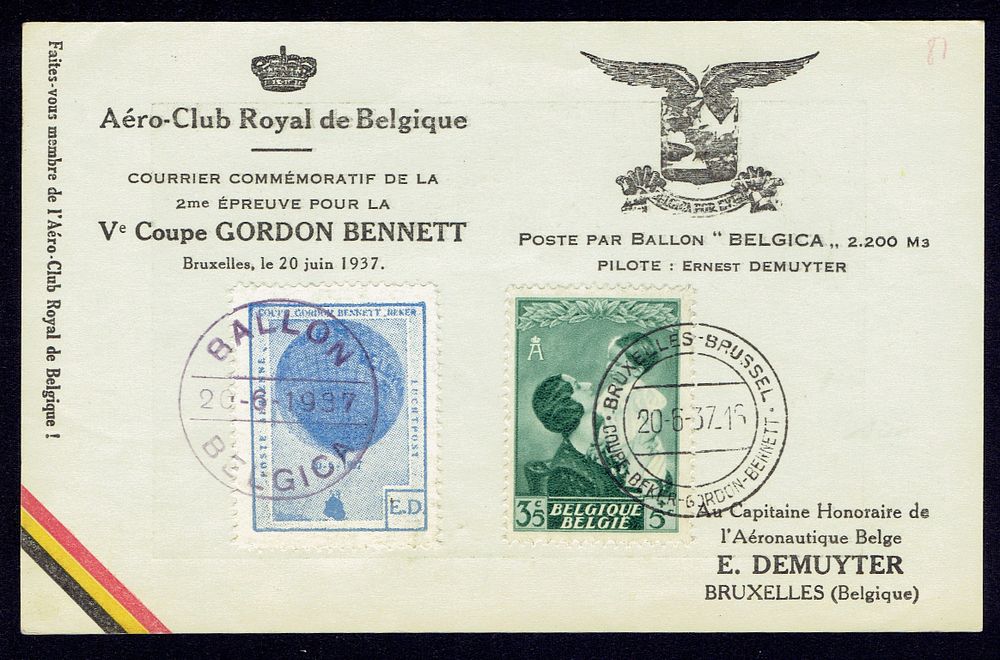 Faites-vous membre de l'Aéro-Club Royal de Belgique !
Aéro-Club Royal de Belgique
COURRIER COMMÉMORATIF DE LA
2me ÉPREUVE POUR LA
Ve Coupe GORDON BENNETT
Bruxelles, le 20 juin 1937.
87
POSTE PAR BALLON " BELGICA „ 2.200 M3
PILOTE : ERNEST DEMUYTER
COUPE GORDON BENNETT BEKER
POSTE AÉRIENNE
LUCHTPOST
E.D.
BALLON
20-6-1937
BELGICA
35 c
BELGIQUE
BELGIË
5
BRUXELLES-BRUSSEL
20-6-37.16
COUPE-BEKER-GORDON-BENNETT
Au Capitaine Honoraire de
l'Aéronautique Belge
E. DEMUYTER
BRUXELLES (Belgique)